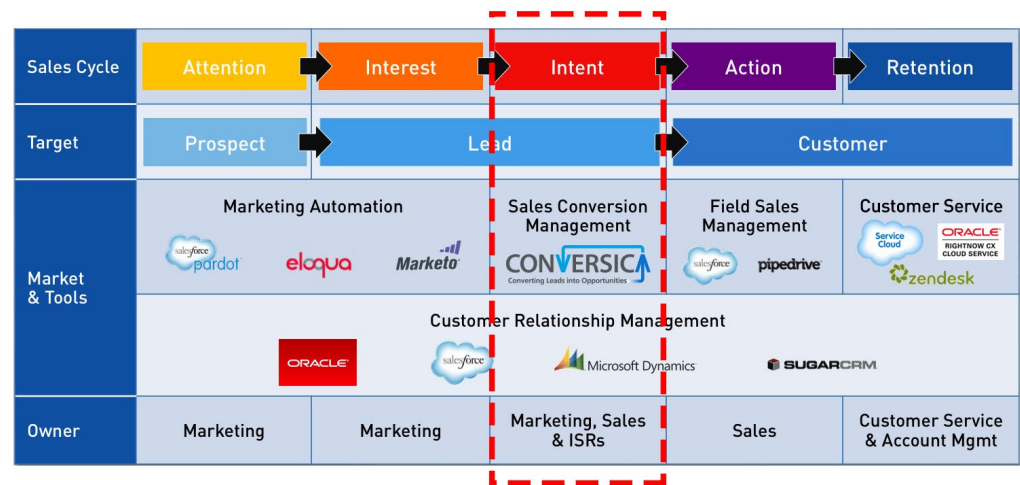 Sales Cycle
Attention
Interest
Intent
Action
Retention
Target
Prospect
Lead
Customer
Market
& Tools
Marketing Automation
salesforce
pardot
eloqua
Marketo
Sales Conversion
Management
CONVERSICA
Converting Leads into Opportunities
Field Sales
Management
salesforce
pipedrive
Customer Service
Service
Cloud
ORACLE
RIGHTNOW CX
CLOUD SERVICE
zendesk
Customer Relationship Management
ORACLE
salesforce
Microsoft Dynamics
SUGARCRM
Owner
Marketing
Marketing
Marketing, Sales
& ISRs
Sales
Customer Service
& Account Mgmt